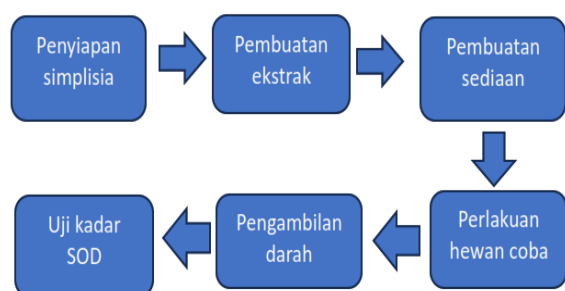 Penyiapan
simplisia
Pembuatan
ekstrak
Pembuatan
sediaan
Perlakuan
hewan coba
Pengambilan
darah
Uji kadar
SOD